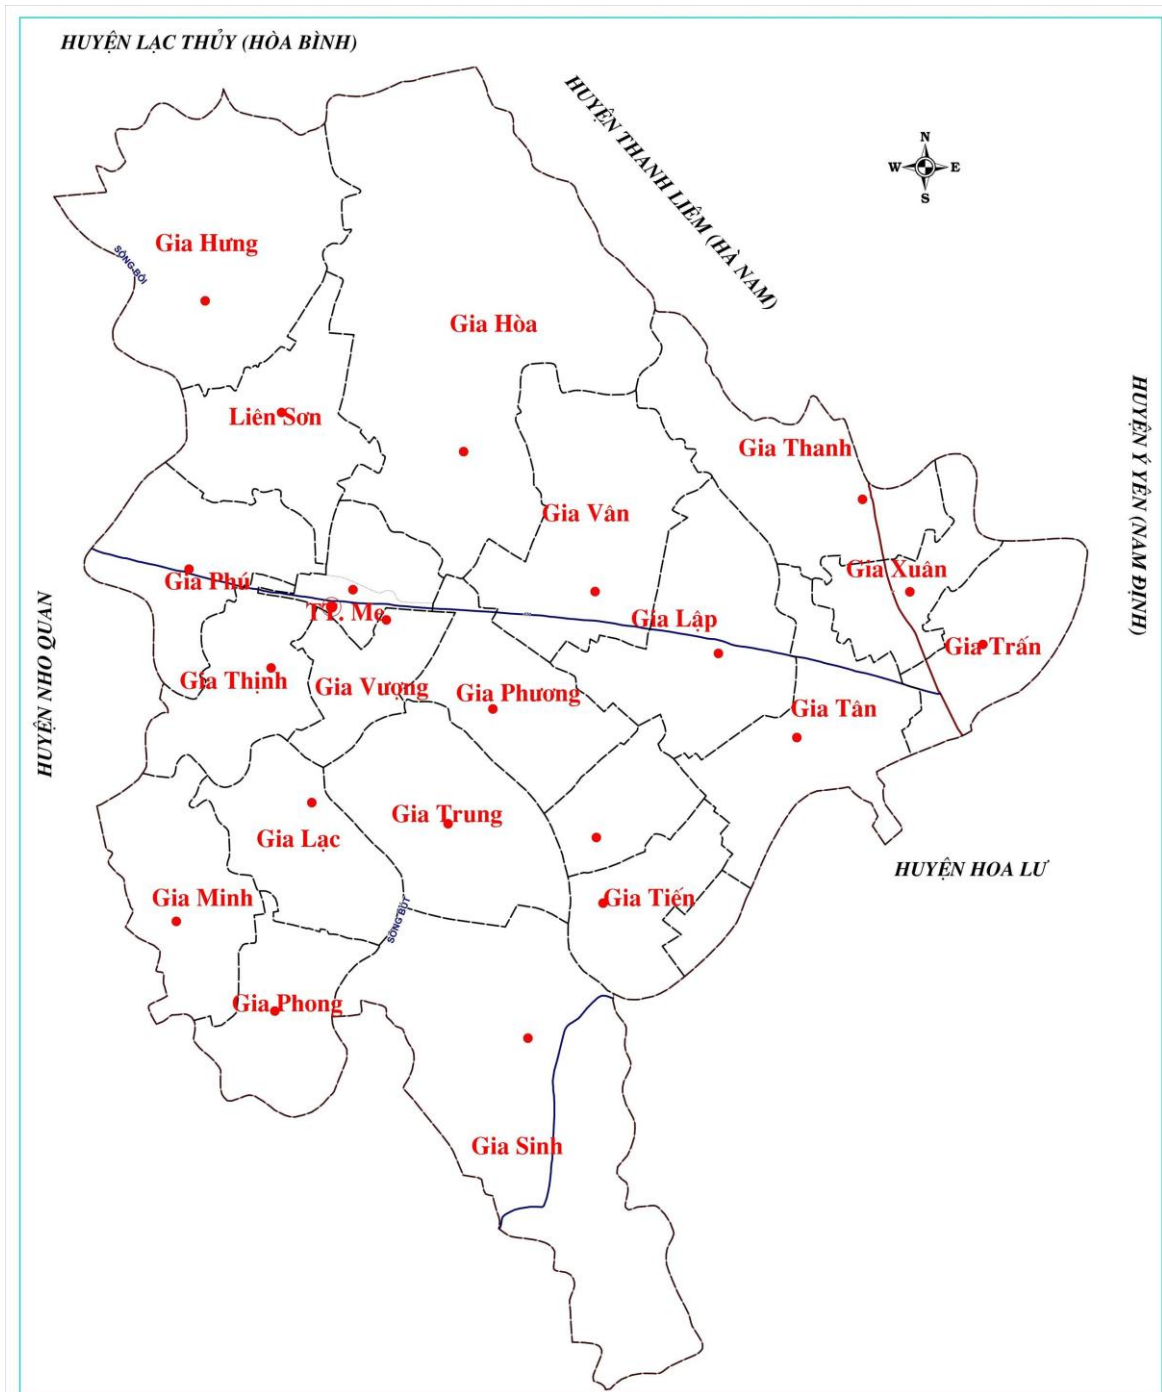 HUYỆN LẠC THỦY (HÒA BÌNH)
HUYỆN THANH LIÊM (HÀ NAM)
N
W
E
S
Gia Hưng
SÔNG BÔI
Gia Hòa
Liên Sơn
Gia Thanh
HUYỆN Ý YÊN (NAM ĐỊNH)
Gia Vân
Gia Phú
Gia Xuân
TT. Me
Gia Lập
Gia Trấn
HUYỆN NHO QUAN
Gia Thịnh
Gia Vượng
Gia Phương
Gia Tân
Gia Trung
Gia Lạc
HUYỆN HOA LƯ
Gia Minh
Gia Tiến
SÔNG BÚT
Gia Phong
Gia Sinh